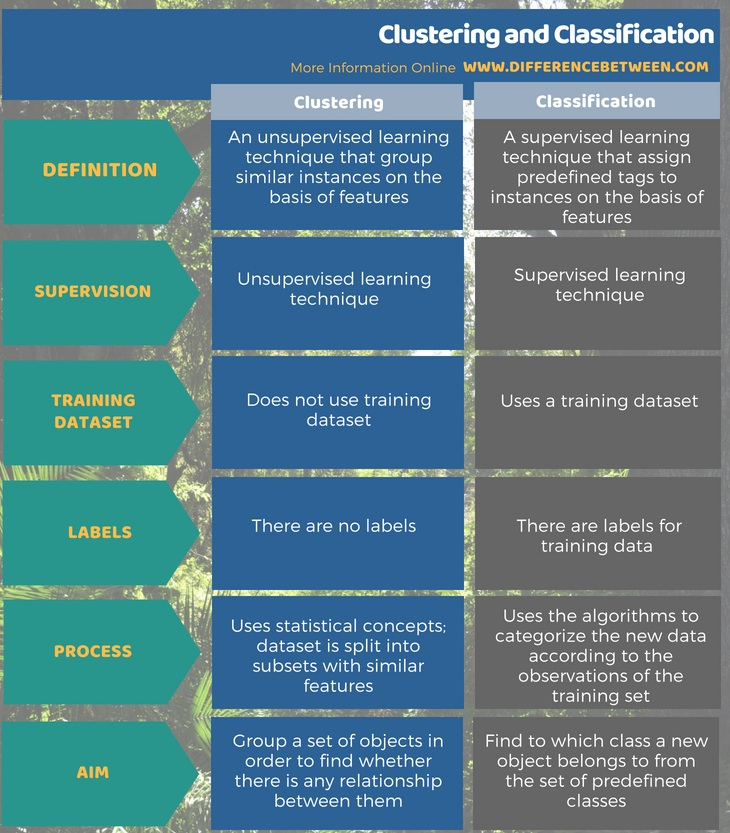 Clustering and Classification
More Information Online WWW.DIFFERENCEBETWEEN.COM
Clustering
Classification
DEFINITION
An unsupervised learning
technique that group
similar instances on the
basis of features
A supervised learning
technique that assign
predefined tags to
instances on the basis of
features
SUPERVISION
Unsupervised learning
technique
Supervised learning
technique
TRAINING
DATASET
Does not use training
dataset
Uses a training dataset
LABELS
There are no labels
There are labels for
training data
PROCESS
Uses statistical concepts;
dataset is split into
subsets with similar
features
Uses the algorithms to
categorize the new data
according to the
observations of the
training set
AIM
Group a set of objects in
order to find whether
there is any relationship
between them
Find to which class a new
object belongs to from
the set of predefined
classes